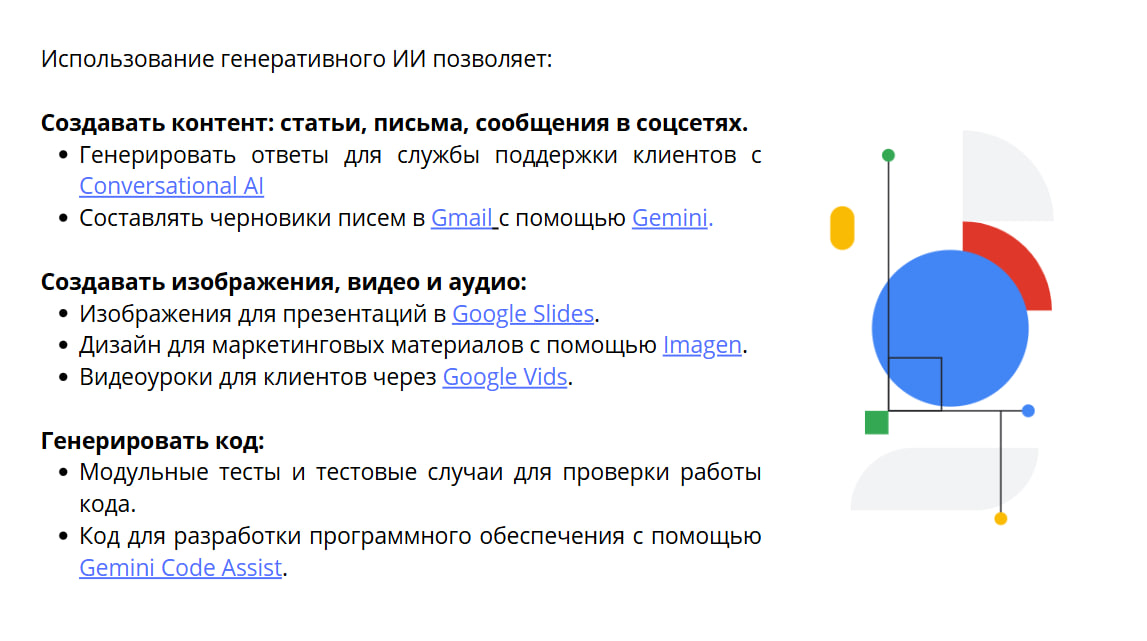 Использование генеративного ИИ позволяет:
Создавать контент: статьи, письма, сообщения в соцсетях.
• Генерировать ответы для службы поддержки клиентов с
Conversational AI
• Составлять черновики писем в Gmail с помощью Gemini.
Создавать изображения, видео и аудио:
• Изображения для презентаций в Google Slides.
• Дизайн для маркетинговых материалов с помощью Imagen.
• Видеоуроки для клиентов через Google Vids.
Генерировать код:
• Модульные тесты и тестовые случаи для проверки работы
кода.
• Код для разработки программного обеспечения с помощью
Gemini Code Assist.